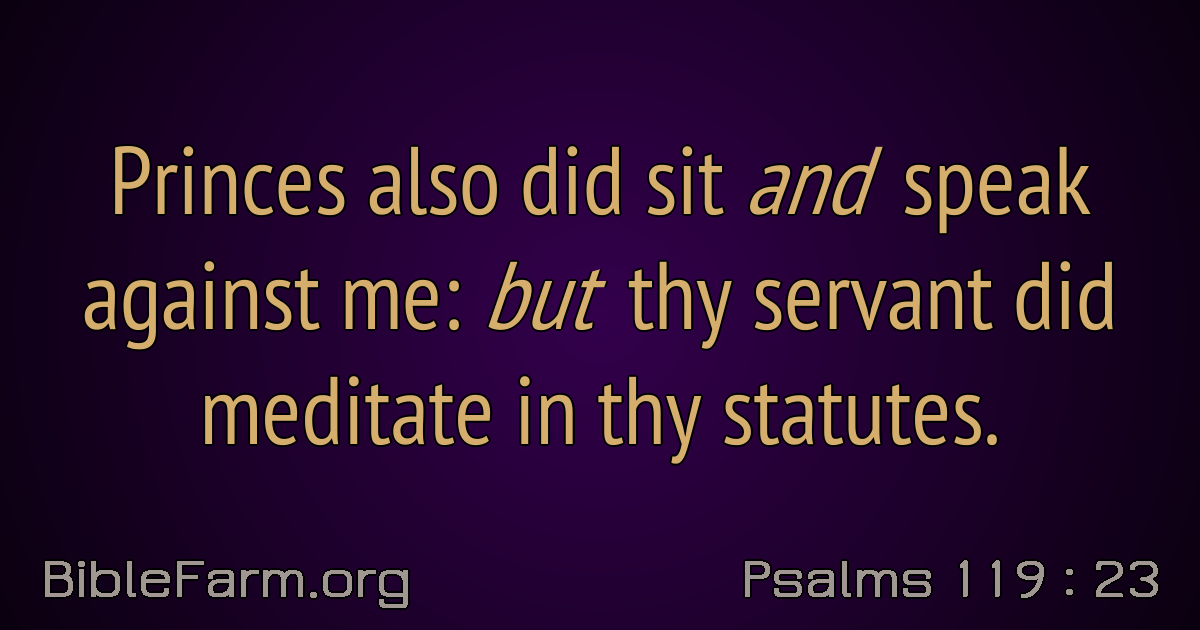 Princes also did sit and speak
against me: but thy servant did
meditate in thy statutes.
BibleFarm.org
Psalms 119 : 23